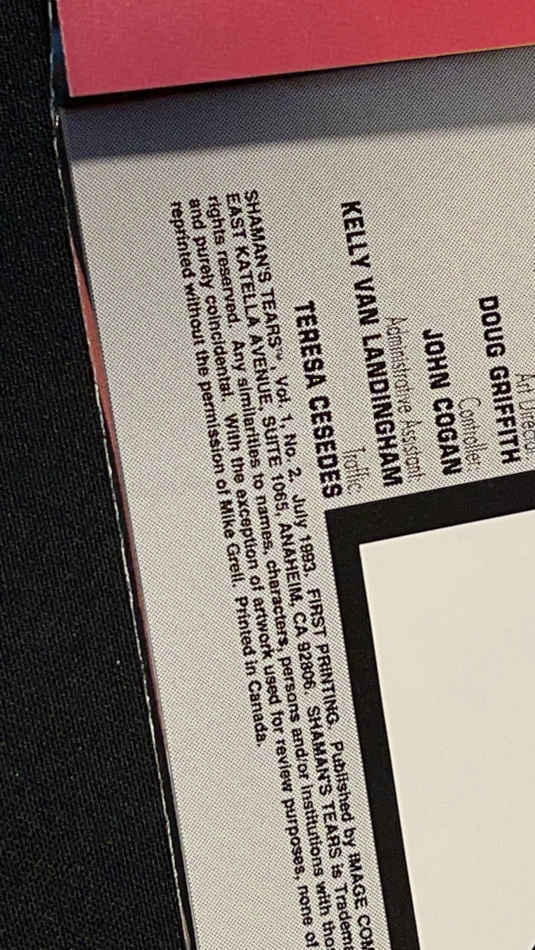 Art Director:
DOUG GRIFFITH
Controller:
JOHN COGAN
Administrative Assistant:
KELLY VAN LANDINGHAM
Traffic:
TERESA CESEDES
SHAMAN'S TEARS™, Vol. 1, No. 2. July 1993. FIRST PRINTING. Published by IMAGE
EAST KATELLA AVENUE, SUITE 1065, ANAHEIM, CA 92806. SHAMAN'S TEARS is
rights reserved. Any similarities to names, characters, persons and/or institutions with
and purely coincidental. With the exception of artwork used for review purposes, none of
reprinted without the permission of Mike Grell. Printed in Canada.